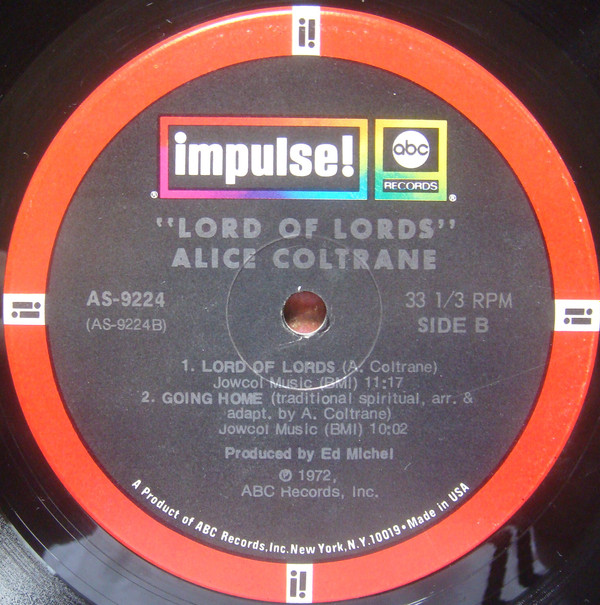 i!
impulse!
abc
RECORDS
®
®
"LORD OF LORDS"
ALICE COLTRANE
AS-9224
(AS-9224B)
33 1/3 RPM
SIDE B
i!
i!
1. LORD OF LORDS (A. Coltrane)
Jowcol Music (BMI) 11:17
2. GOING HOME (traditional spiritual, arr. &
adapt. by A. Coltrane)
Jowcol Music (BMI) 10:02
Produced by Ed Michel
℗ 1972,
ABC Records, Inc.
A Product of ABC Records, Inc. New York, N.Y. 10019 • Made in USA
i!